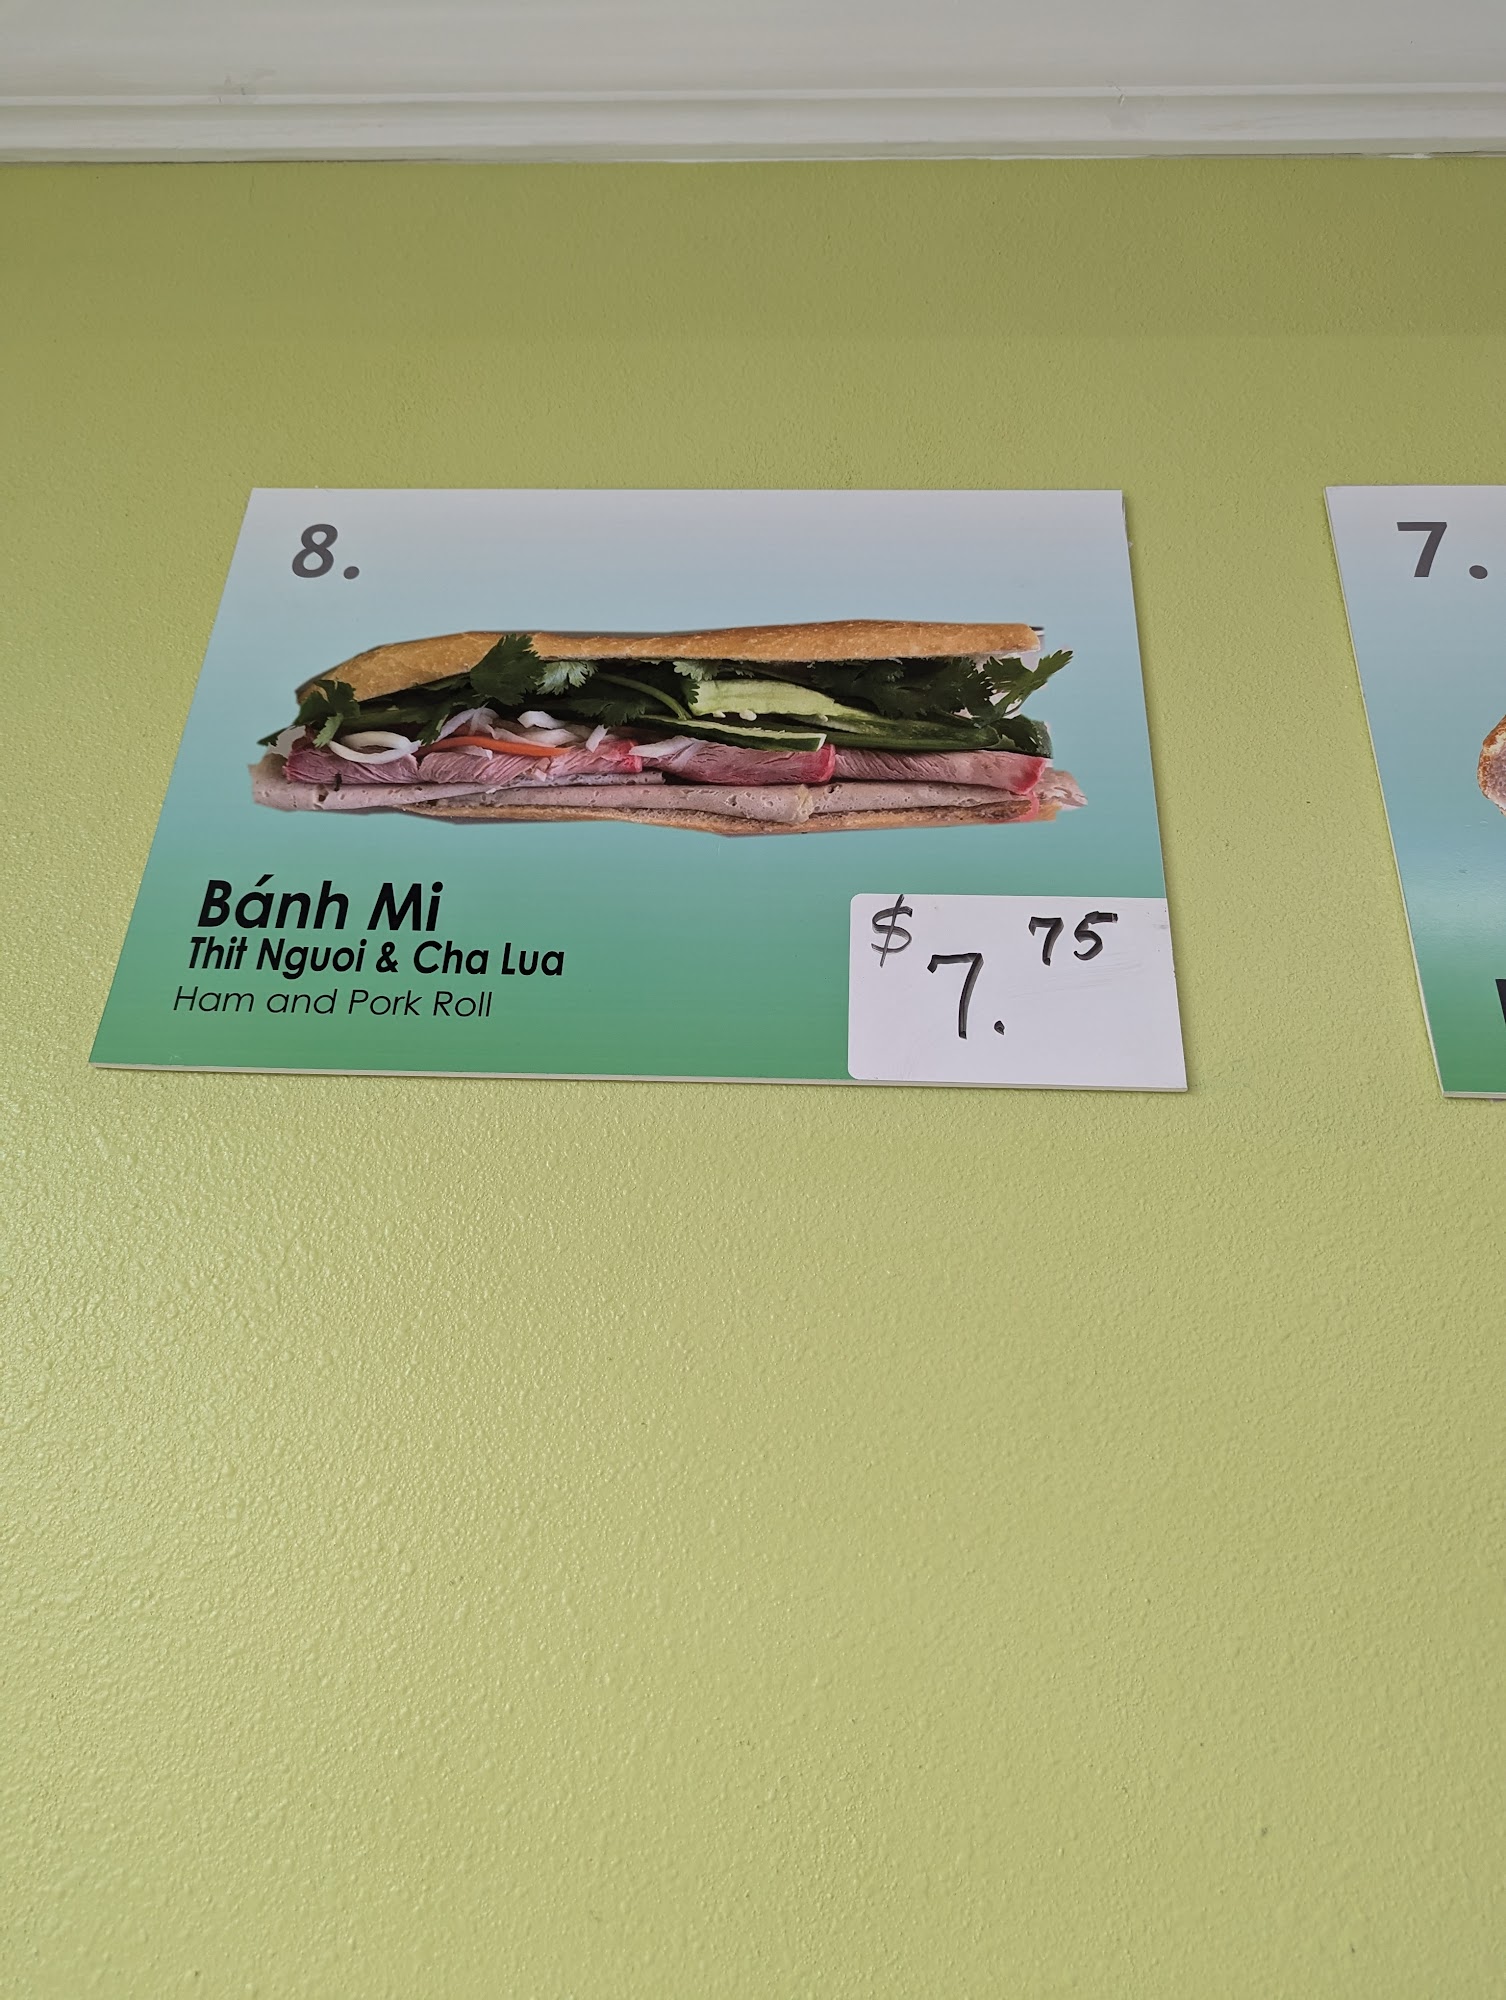 8.
Bánh Mi
Thit Nguoi & Cha Lua
Ham and Pork Roll
$7.75
7.